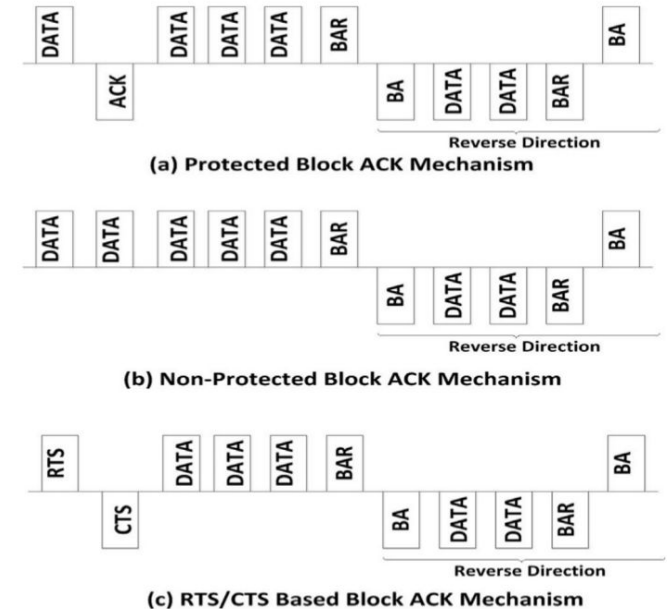 DATA DATA DATA DATA BAR BA
ACK BA DATA DATA BAR
Reverse Direction
(a) Protected Block ACK Mechanism
DATA DATA DATA DATA DATA BAR BA
BA DATA DATA BAR
Reverse Direction
(b) Non-Protected Block ACK Mechanism
RTS DATA DATA DATA BAR BA
CTS BA DATA DATA BAR
Reverse Direction
(c) RTS/CTS Based Block ACK Mechanism